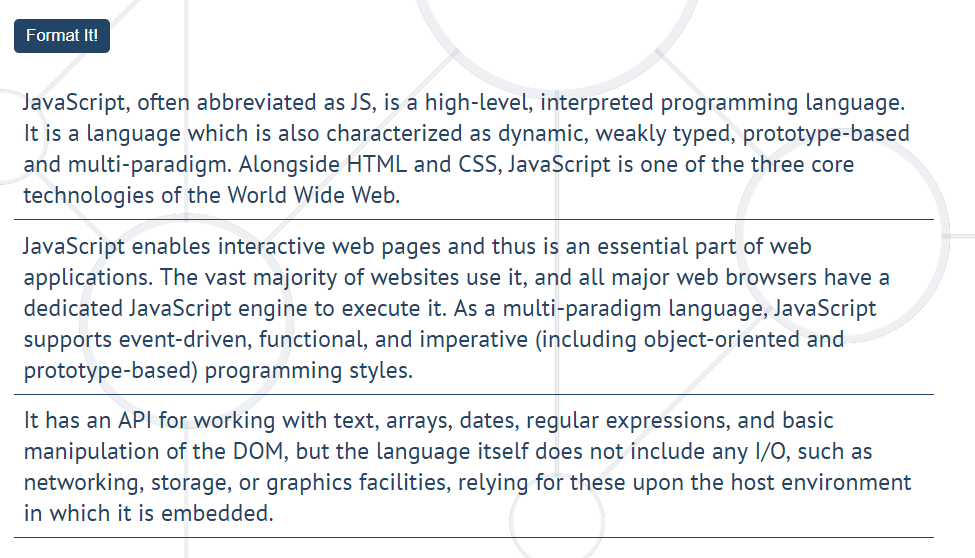 Format It!
JavaScript, often abbreviated as JS, is a high-level, interpreted programming language.
It is a language which is also characterized as dynamic, weakly typed, prototype-based
and multi-paradigm. Alongside HTML and CSS, JavaScript is one of the three core
technologies of the World Wide Web.
JavaScript enables interactive web pages and thus is an essential part of web
applications. The vast majority of websites use it, and all major web browsers have a
dedicated JavaScript engine to execute it. As a multi-paradigm language, JavaScript
supports event-driven, functional, and imperative (including object-oriented and
prototype-based) programming styles.
It has an API for working with text, arrays, dates, regular expressions, and basic
manipulation of the DOM, but the language itself does not include any I/O, such as
networking, storage, or graphics facilities, relying for these upon the host environment
in which it is embedded.